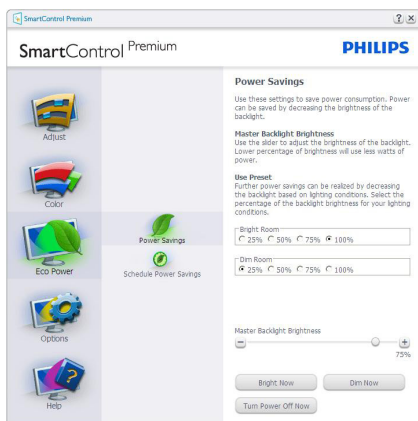 SmartControl Premium
SmartControl Premium
PHILIPS
Adjust
Color
Eco Power
Options
Help
Power Savings
Schedule Power Savings
Power Savings
Use these settings to save power consumption. Power
can be saved by decreasing the brightness of the
backlight.
Master Backlight Brightness
Use the slider to adjust the brightness of the backlight.
Lower percentage of brightness will use less watts of
power.
Use Preset
Further power savings can be realized by decreasing
the backlight based on lighting conditions. Select the
percentage of the backlight brightness for your lighting
conditions.
Bright Room
25% 50% 75% 100%
Dim Room
25% 50% 75% 100%
Master Backlight Brightness
75%
Bright Now Dim Now
Turn Power Off Now